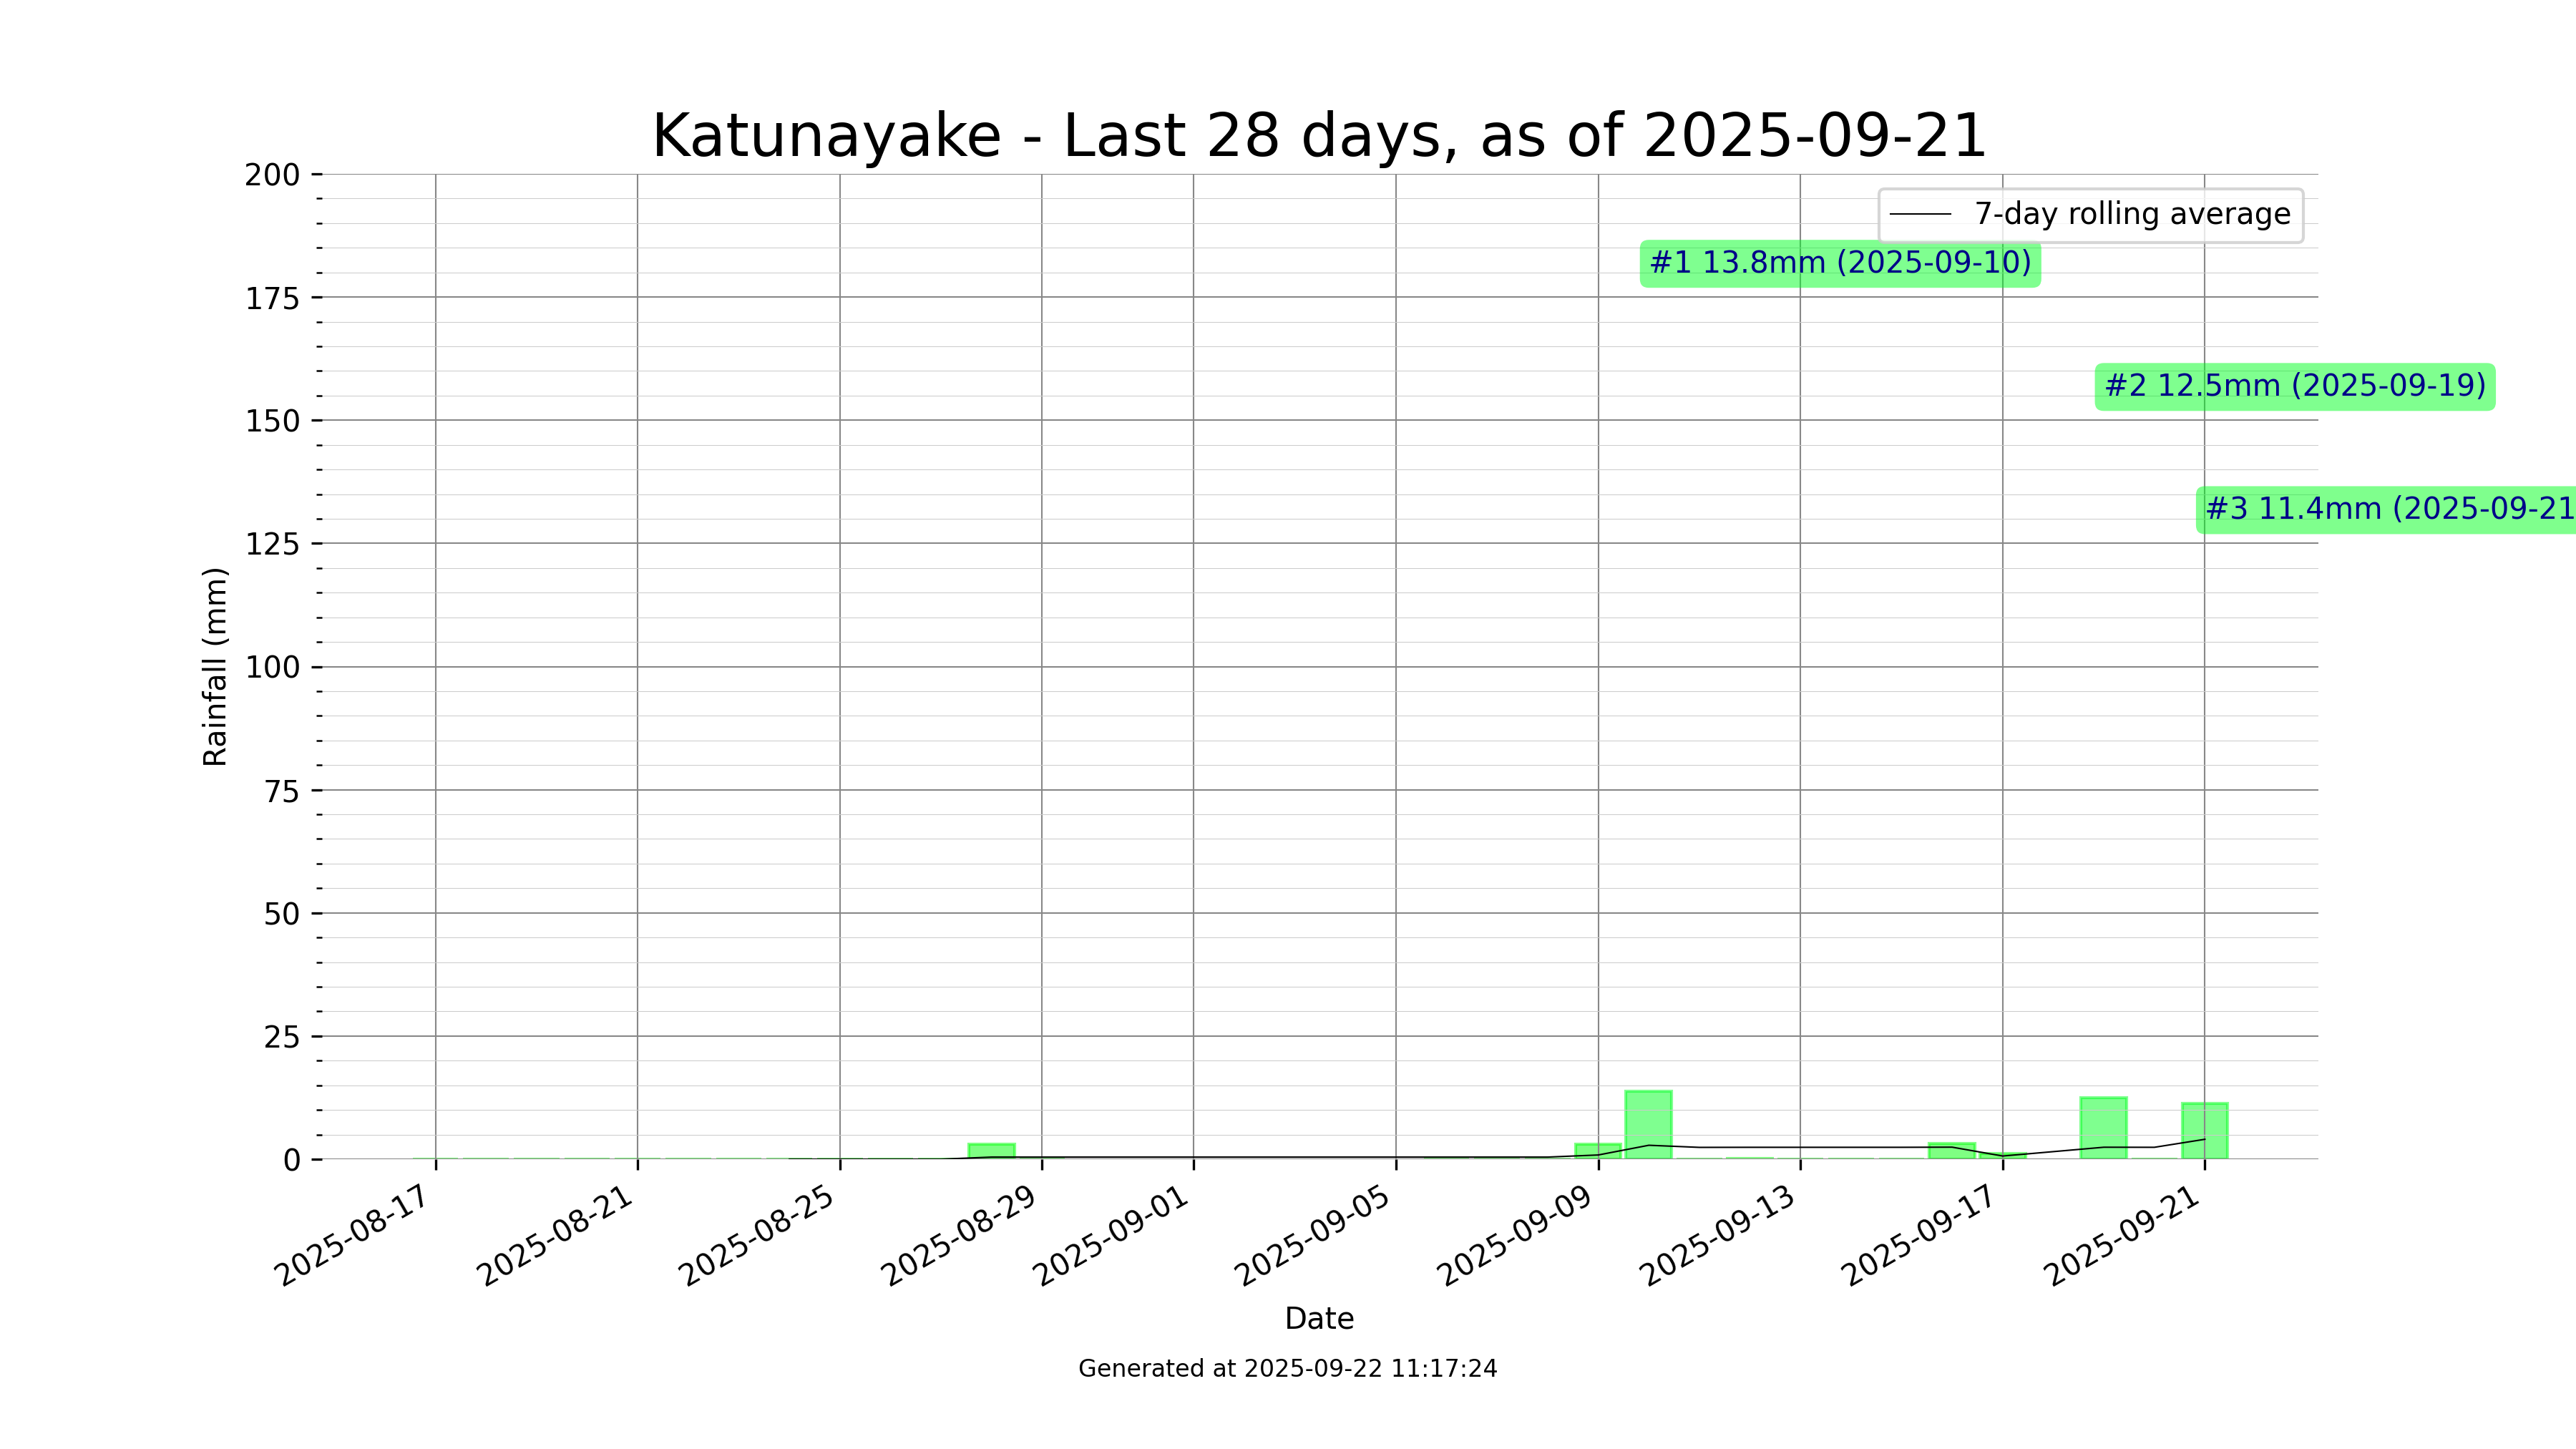 Katunayake - Last 28 days, as of 2025-09-21
7-day rolling average
#1 13.8mm (2025-09-10)
#2 12.5mm (2025-09-19)
#3 11.4mm (2025-09-21
Rainfall (mm)
200
175
150
125
100
75
50
25
0
2025-08-17
2025-08-21
2025-08-25
2025-08-29
2025-09-01
2025-09-05
2025-09-09
2025-09-13
2025-09-17
2025-09-21
Date
Generated at 2025-09-22 11:17:24